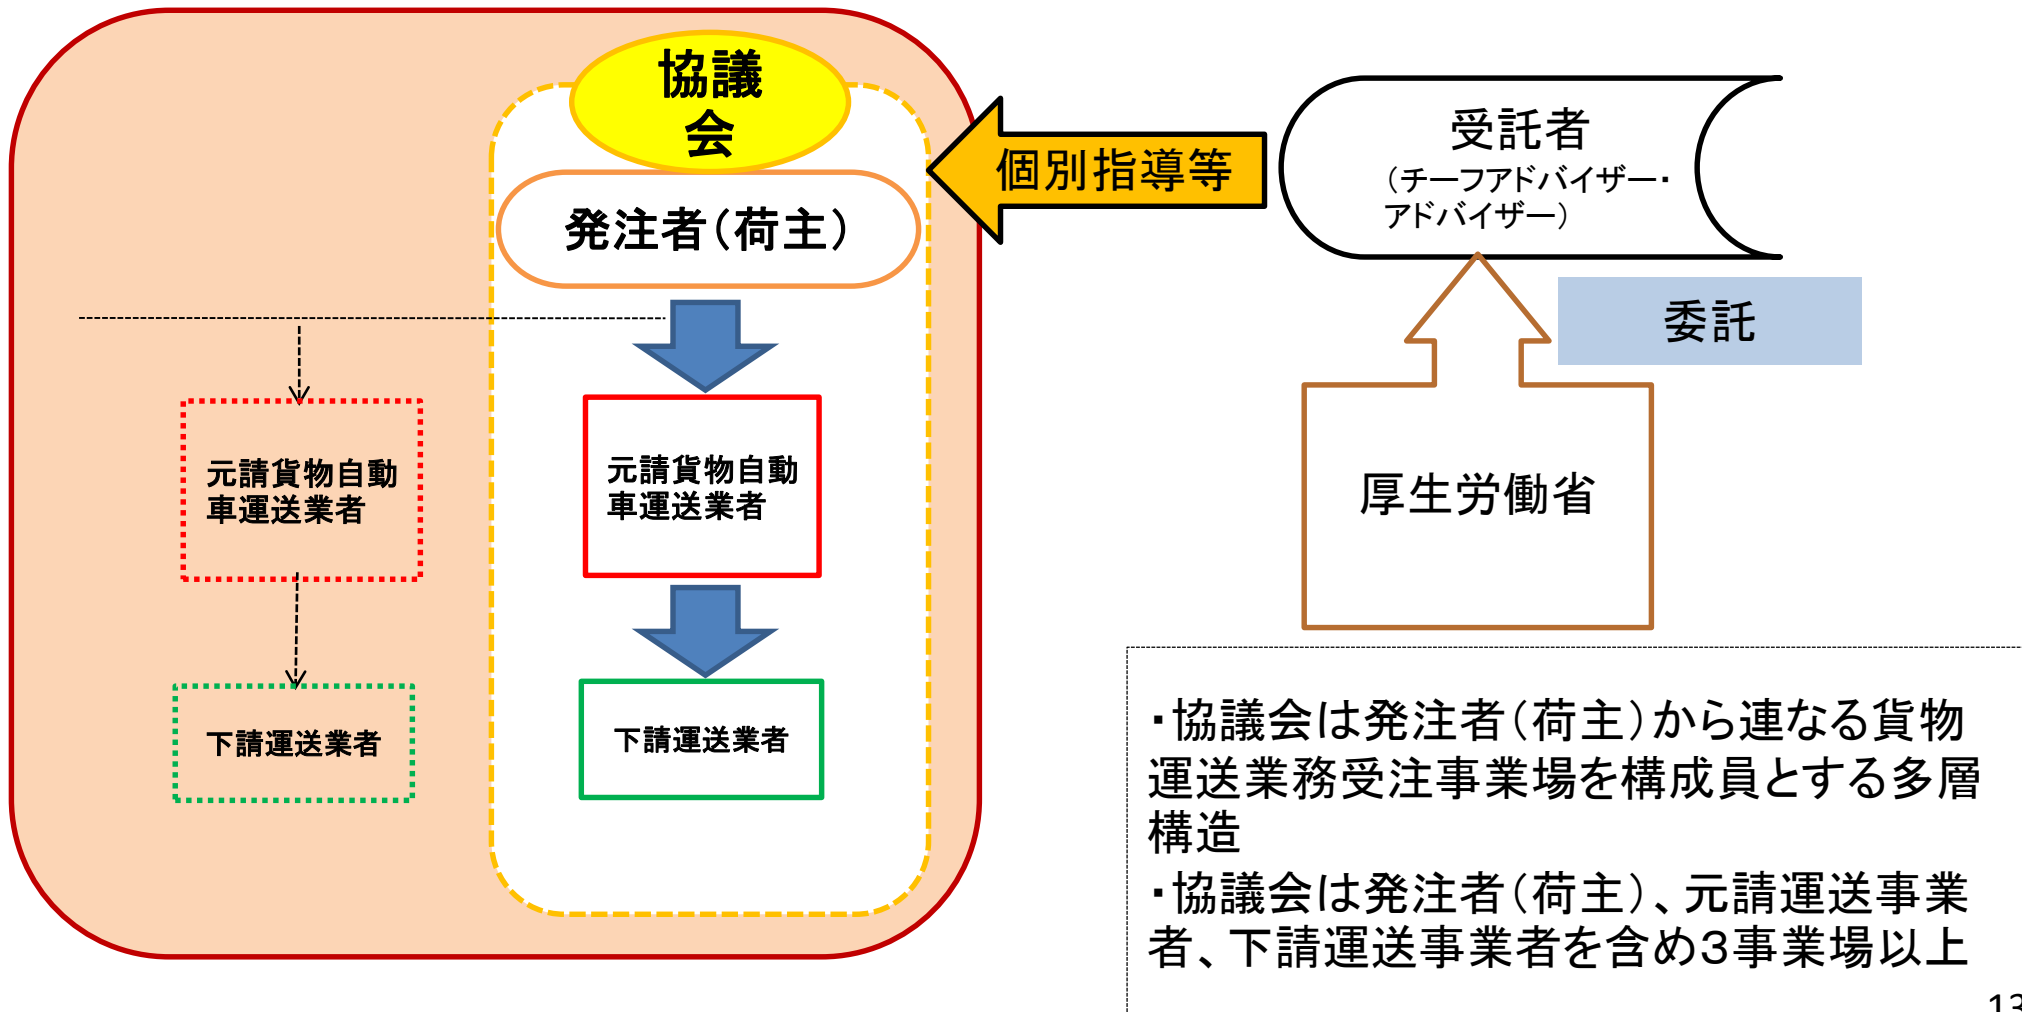 協議
会
発注者（荷主）
元請貨物自動
車運送業者
下請運送業者
元請貨物自動
車運送業者
下請運送業者
個別指導等
受託者
（チーフアドバイザー・
アドバイザー）
委託
厚生労働省
・協議会は発注者（荷主）から連なる貨物
運送業務受注事業場を構成員とする多層
構造
・協議会は発注者（荷主）、元請運送事業
者、下請運送事業者を含め３事業場以上
13